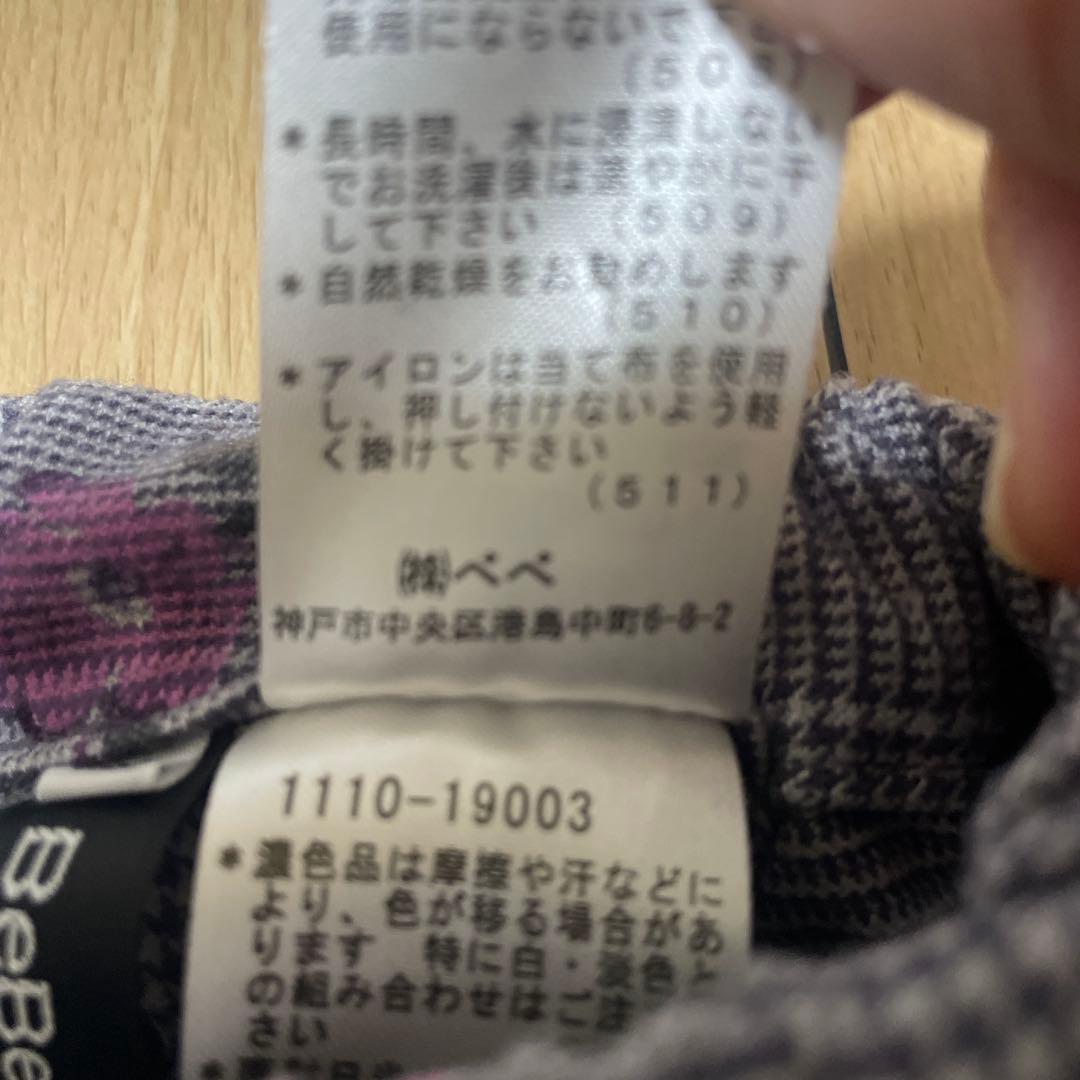 使用にならないで
* 長時間、水に浸漬しない
でお洗濯後は速やかに干
して下さい (509)
* 自然乾燥をお勧めします
(510)
* アイロンは当て布を使用
し、押し付けないよう軽
く掛けて下さい
(511)
㈱べべ
神戸市中央区港島中町6-8-2
1110-19003
* 濃色品は摩擦や汗などに
より、色が移る場合があ
ります 特に白・淡色と
の組み合わせはご
さい
BeBe